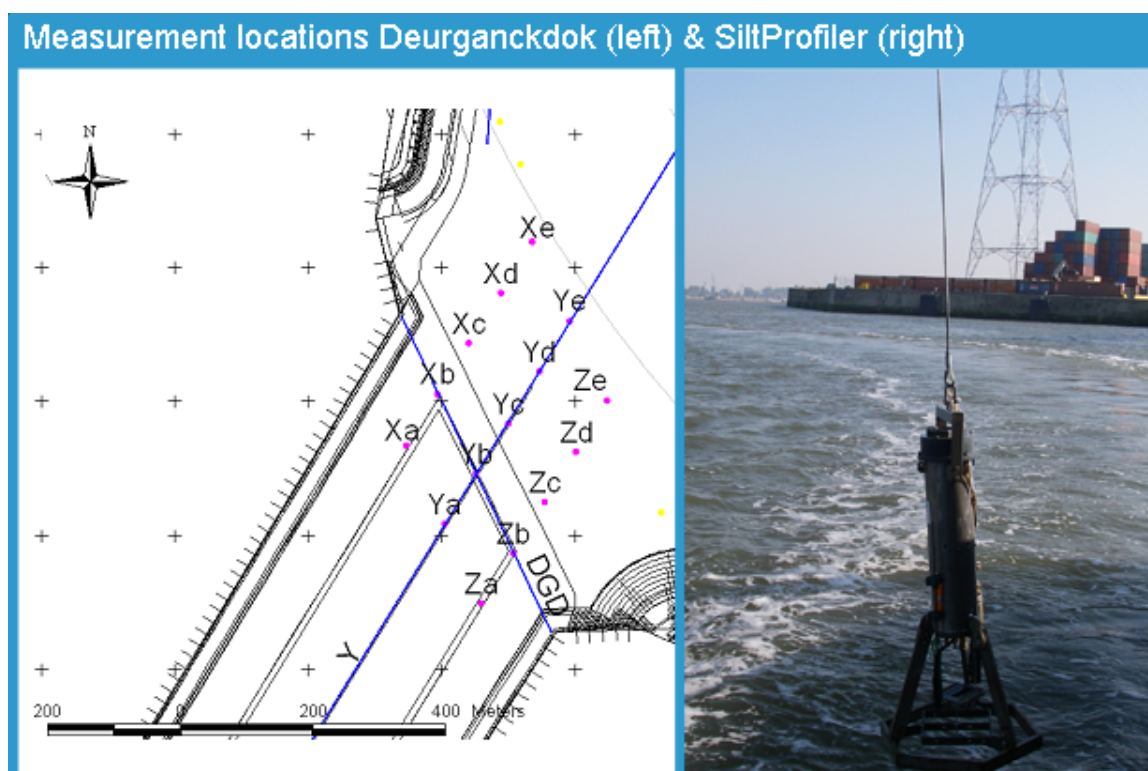 Measurement locations Deurganckdok (left) & SiltProfiler (right)
N
Xe
Xd
Ye
Xc
Yd
Xb
Ze
Yc
Xa
Zd
Yb
Zc
Ya
Zb
DGD
Za
Y
200 0 200 400 Meters